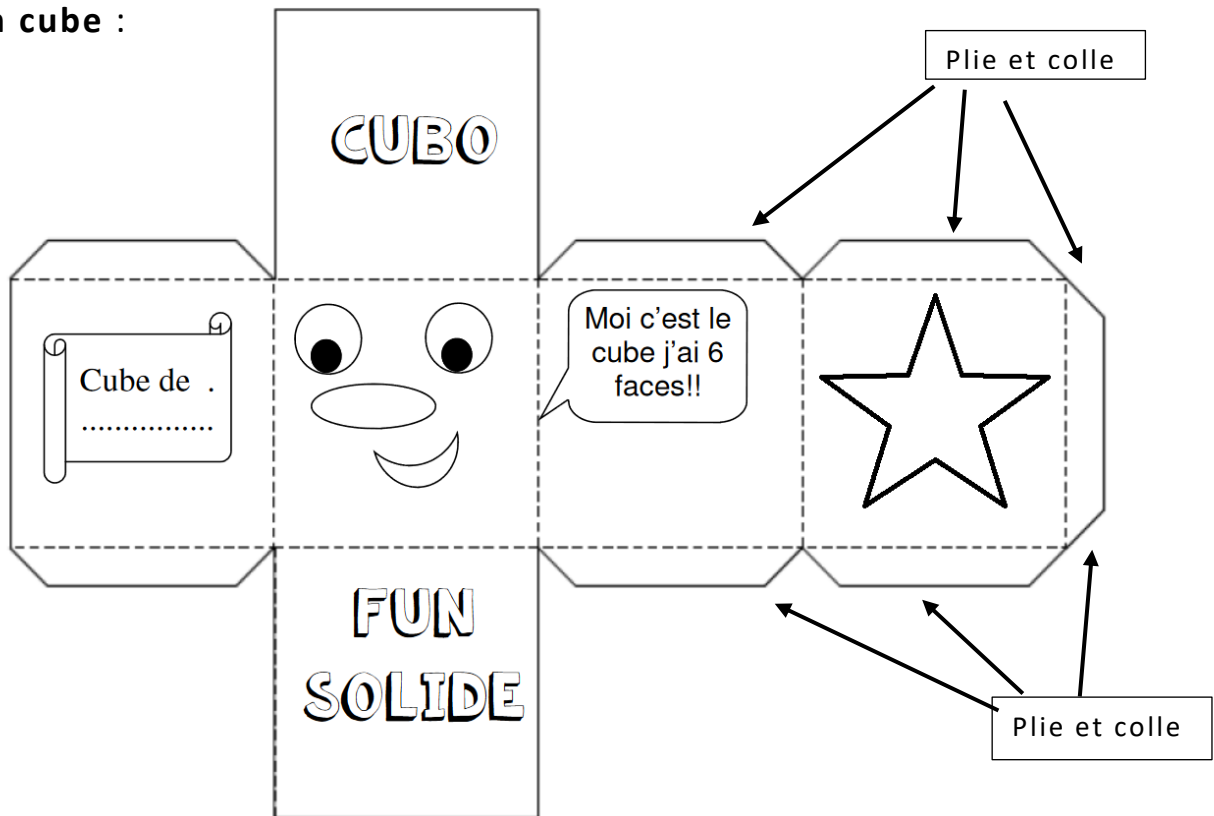 cube :
Plie et colle
CUBO
Cube de .
................
Moi c'est le
cube j'ai 6
faces!!
FUN
SOLIDE
Plie et colle